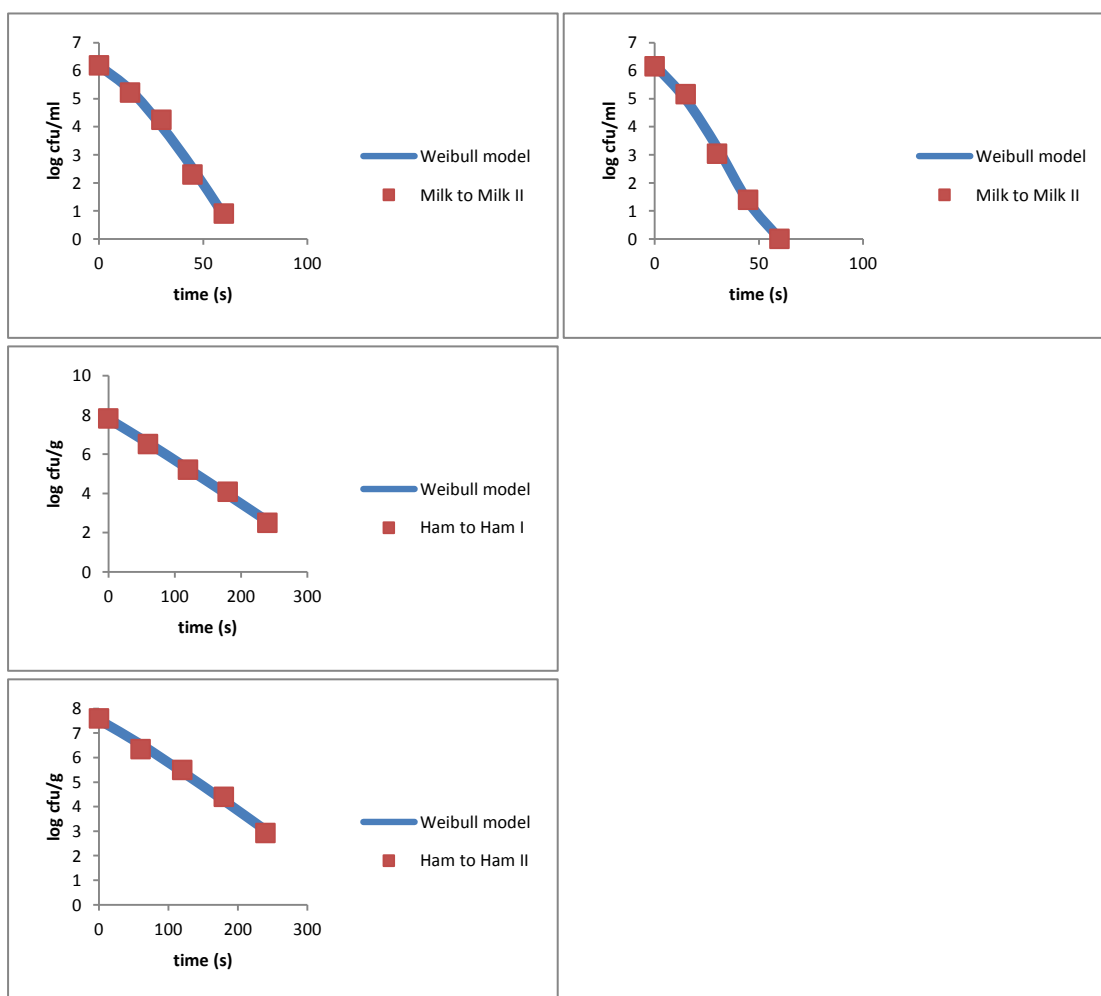 7
6
5
4
3
2
1
0
log cfu/ml
0 50 100
time (s)
Weibull model
Milk to Milk II
7
6
5
4
3
2
1
0
log cfu/ml
0 50 100
time (s)
Weibull model
Milk to Milk II
10
8
6
4
2
0
log cfu/g
0 100 200 300
time (s)
Weibull model
Ham to Ham I
8
7
6
5
4
3
2
1
0
log cfu/g
0 100 200 300
time (s)
Weibull model
Ham to Ham II